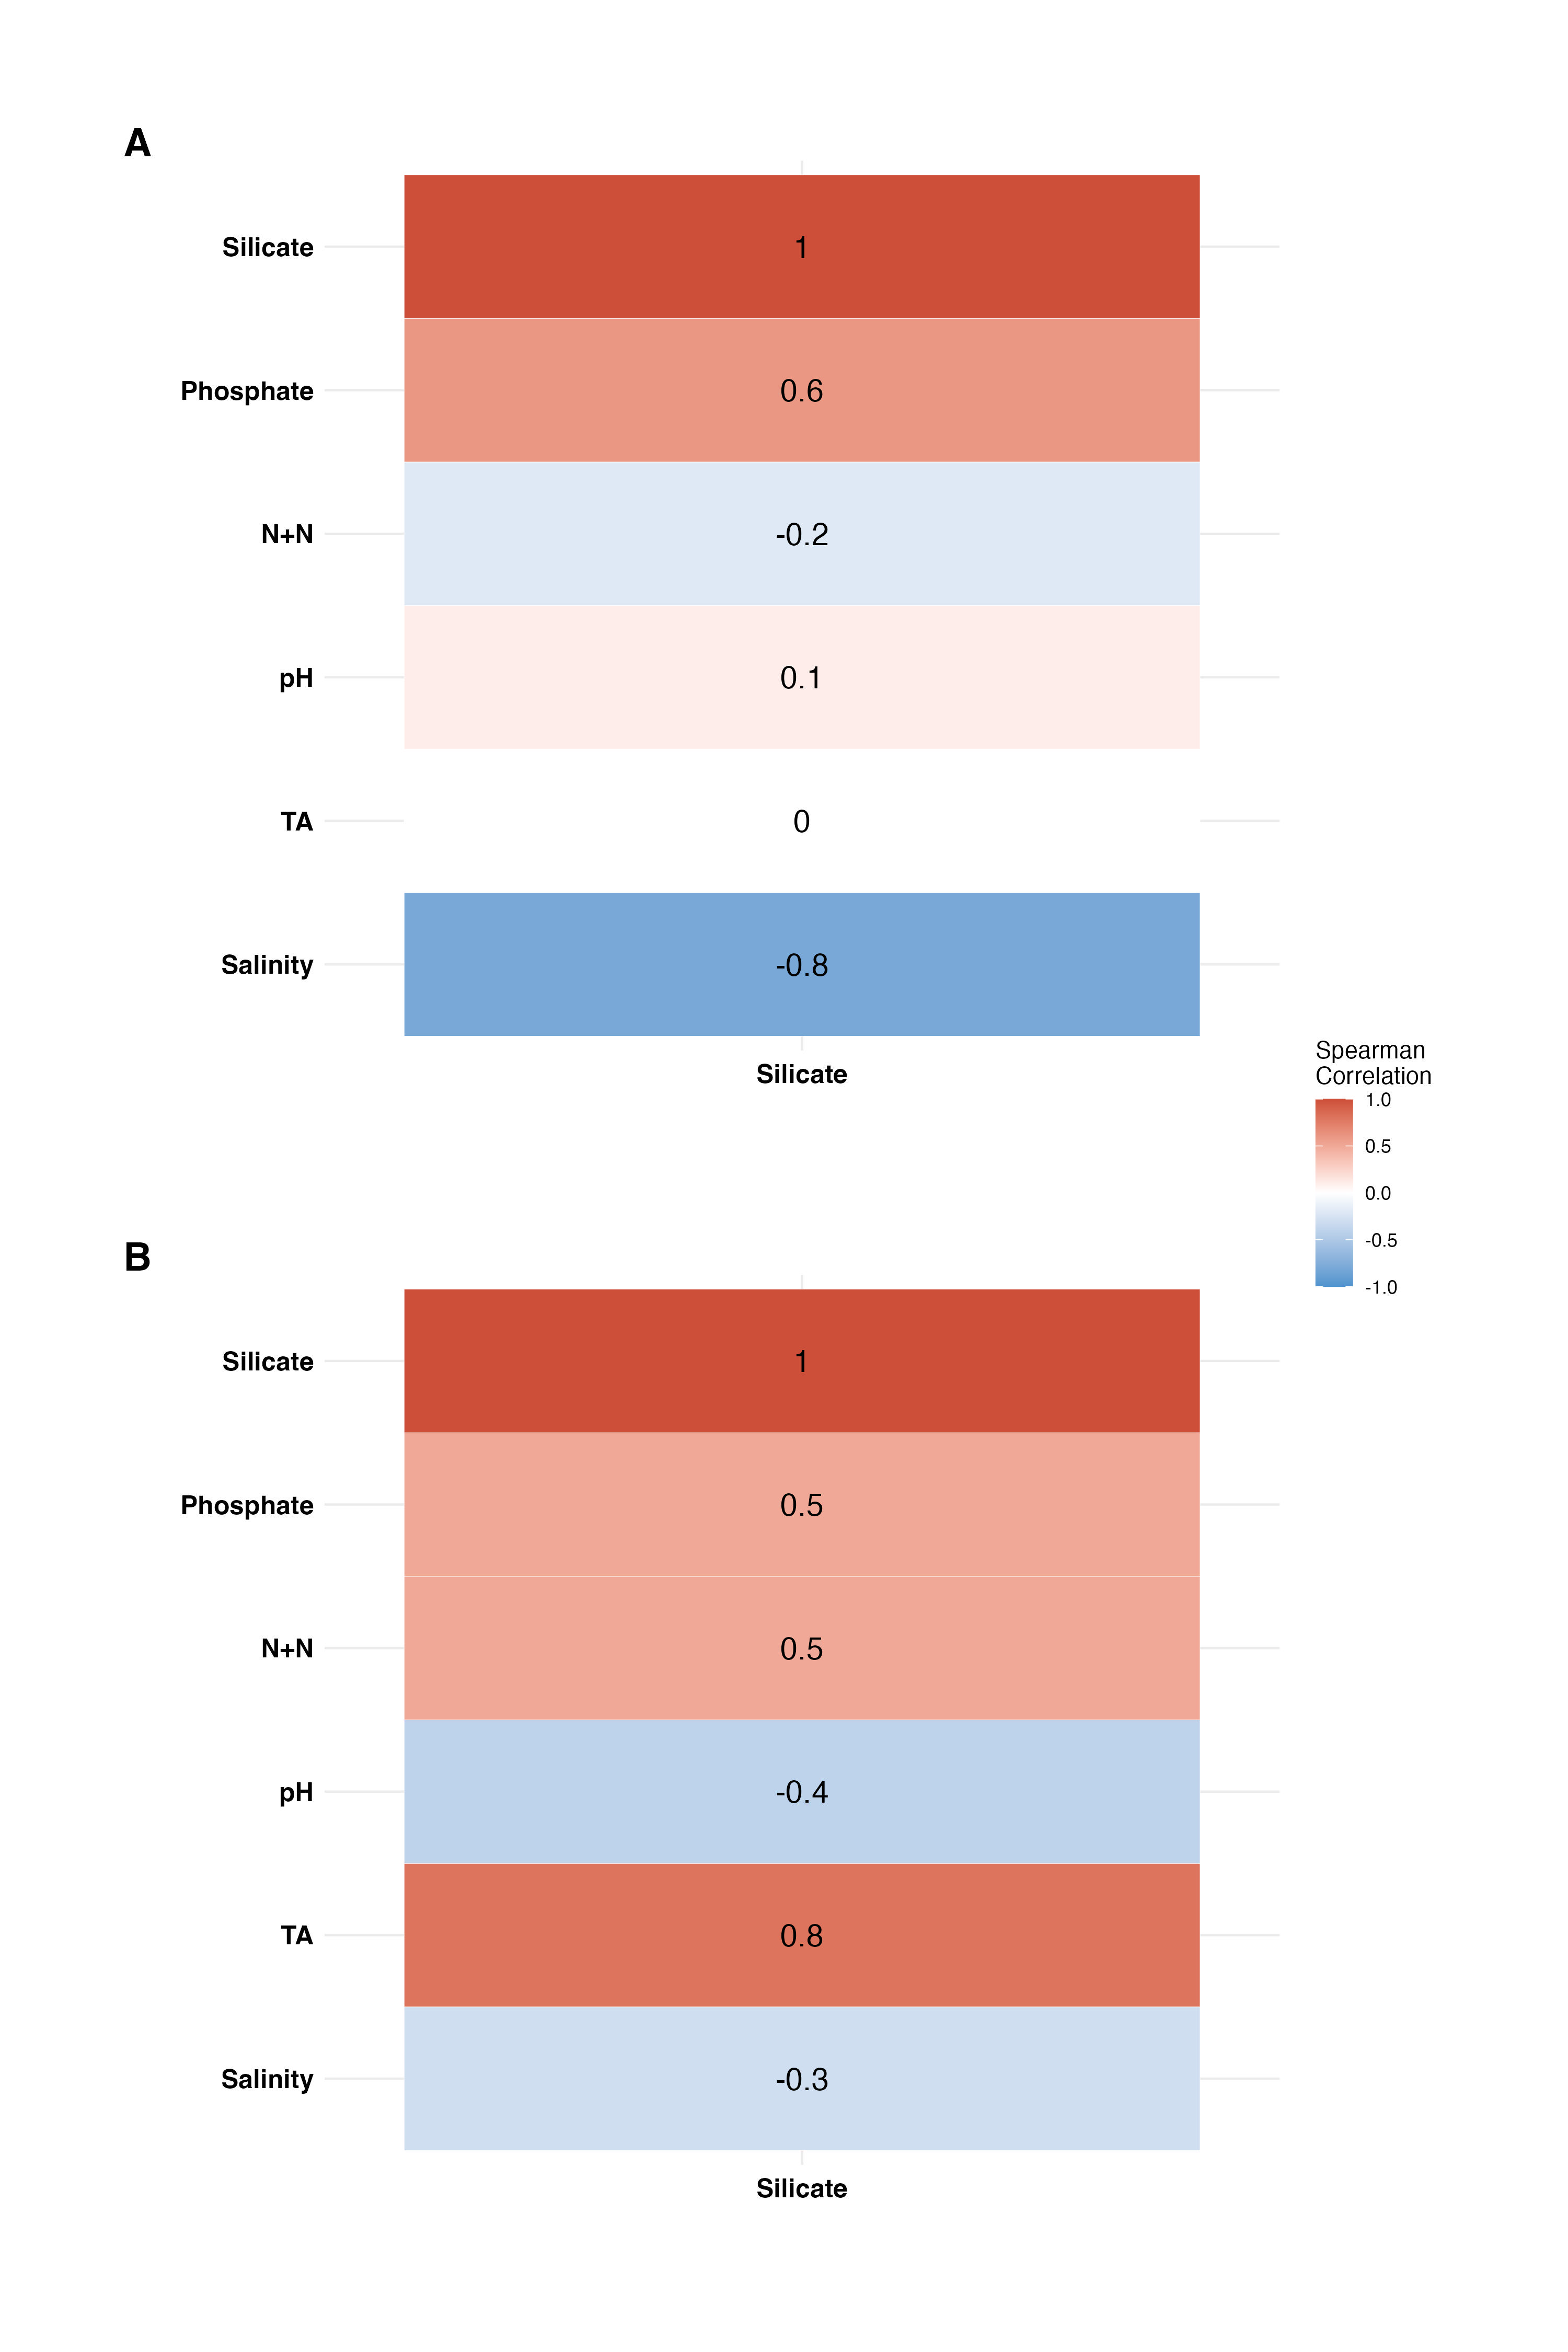 A
Silicate
1
Phosphate
0.6
N+N
-0.2
pH
0.1
TA
0
Salinity
-0.8
Silicate
Spearman
Correlation
1.0
0.5
0.0
-0.5
-1.0
B
Silicate
1
Phosphate
0.5
N+N
0.5
pH
-0.4
TA
0.8
Salinity
-0.3
Silicate